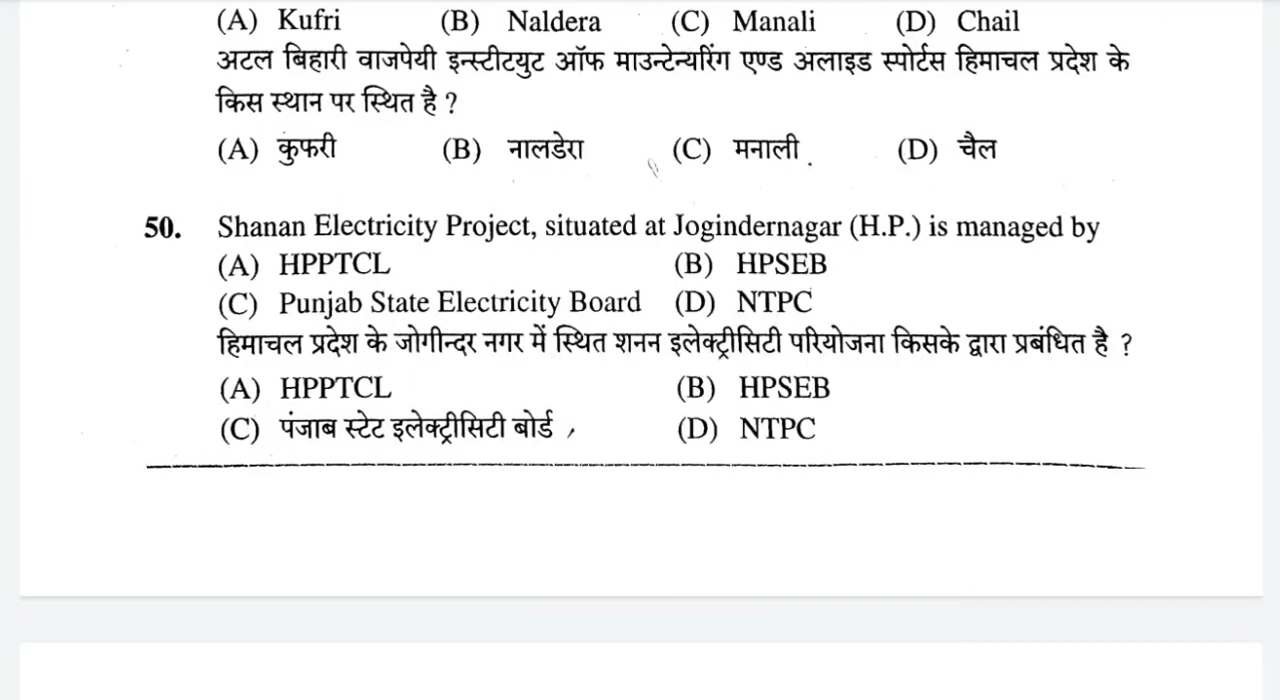 (A) Kufri (B) Naldera (C) Manali (D) Chail
अटल बिहारी वाजपेयी इन्स्टीटयुट ऑफ माउन्टेन्यरिंग एण्ड अलाइड स्पोर्टस हिमाचल प्रदेश के
किस स्थान पर स्थित है ?
(A) कुफरी (B) नालडेरा (C) मनाली (D) चैल
50. Shanan Electricity Project, situated at Jogindernagar (H.P.) is managed by
(A) HPPTCL (B) HPSEB
(C) Punjab State Electricity Board (D) NTPC
हिमाचल प्रदेश के जोगीन्दर नगर में स्थित शनन इलेक्ट्रीसिटी परियोजना किसके द्वारा प्रबंधित है ?
(A) HPPTCL (B) HPSEB
(C) पंजाब स्टेट इलेक्ट्रीसिटी बोर्ड (D) NTPC